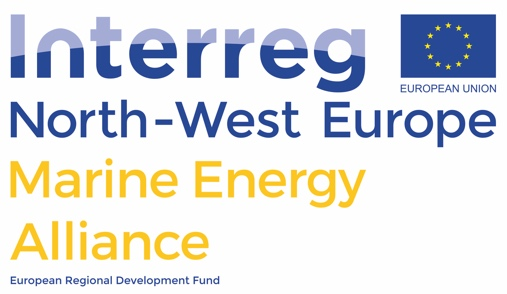 Interreg
EUROPEAN UNION
North-West Europe
Marine Energy
Alliance
European Regional Development Fund